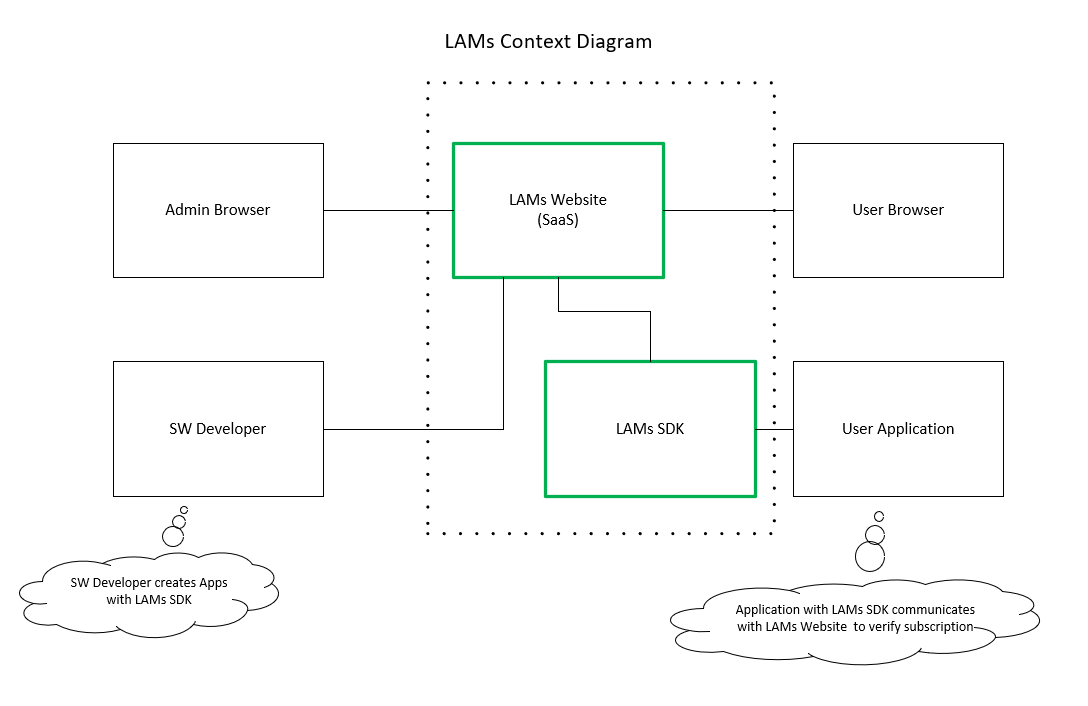 LAMs Context Diagram
Admin Browser
LAMs Website
(SaaS)
User Browser
SW Developer
LAMs SDK
User Application
SW Developer creates Apps
with LAMs SDK
Application with LAMs SDK communicates
with LAMs Website to verify subscription